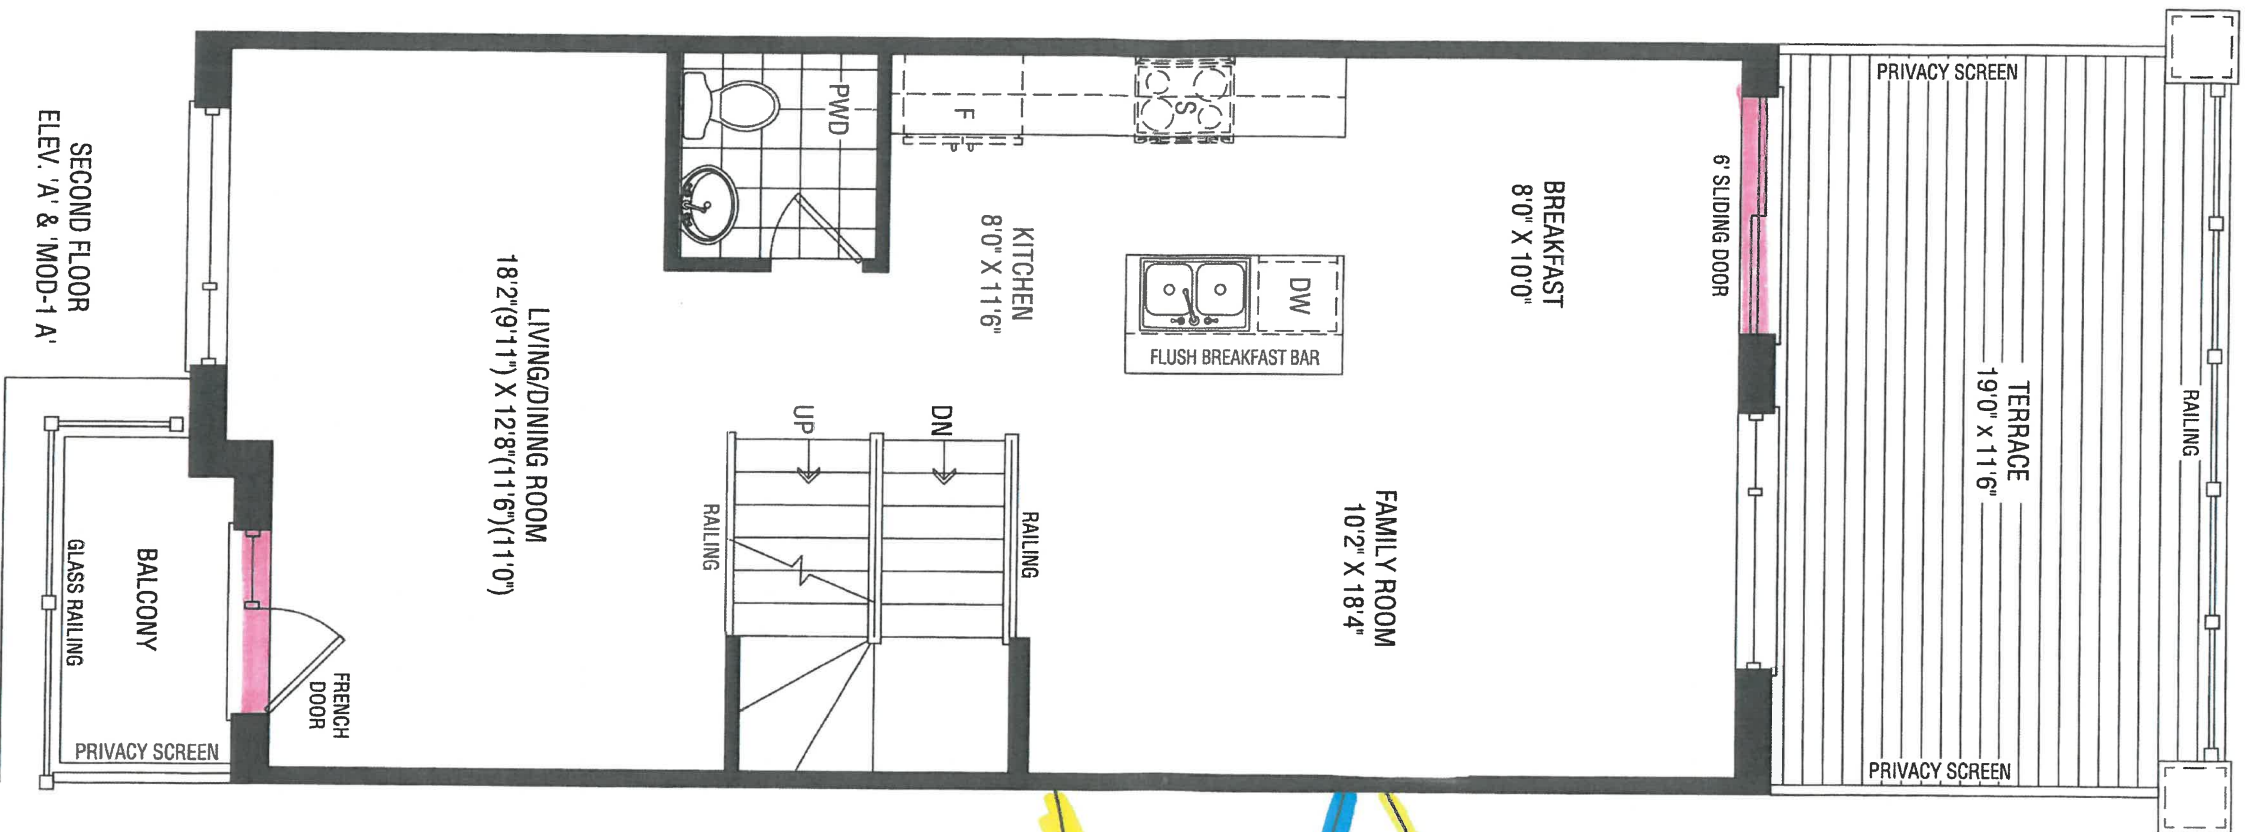 SECOND FLOOR
ELEV. 'A' & 'MOD-1 A'
PRIVACY SCREEN
RAILING
TERRACE
19'0" X 11'6"
PRIVACY SCREEN
6' SLIDING DOOR
BREAKFAST
8'0" X 10'0"
FAMILY ROOM
10'2" X 18'4"
S
F
DW
FLUSH BREAKFAST BAR
KITCHEN
8'0" X 11'6"
PWD
DN
UP
RAILING
RAILING
LIVING/DINING ROOM
18'2"(9'11") X 12'8"(11'6")(11'0")
FRENCH
DOOR
BALCONY
GLASS RAILING
PRIVACY SCREEN